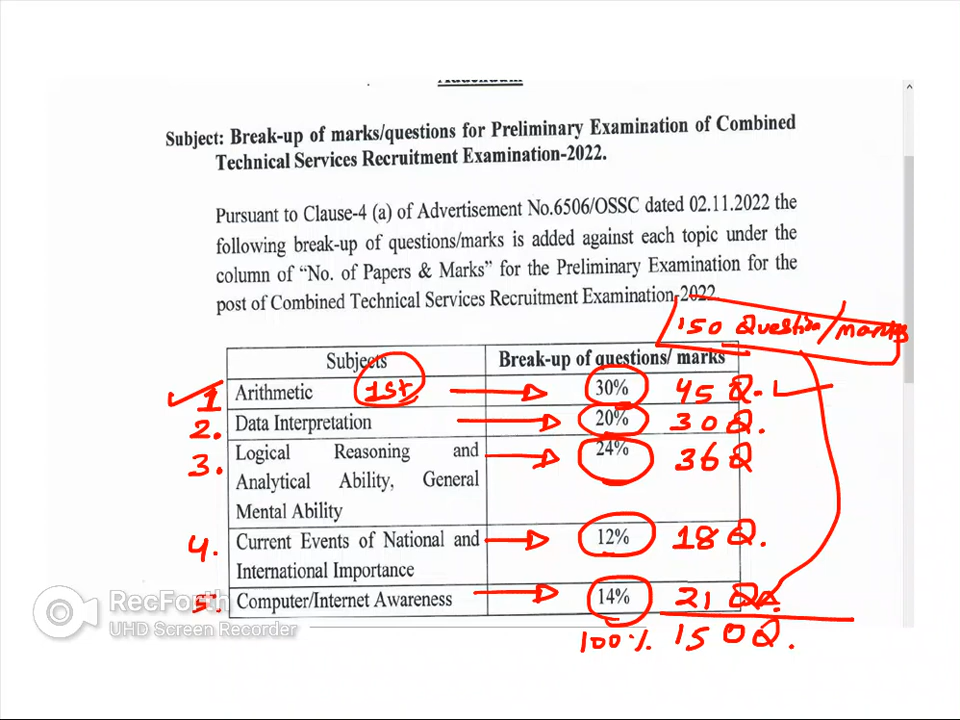 Addendum
Subject: Break-up of marks/questions for Preliminary Examination of Combined
Technical Services Recruitment Examination-2022.
Pursuant to Clause-4 (a) of Advertisement No.6506/OSSC dated 02.11.2022 the
following break-up of questions/marks is added against each topic under the
column of “No. of Papers & Marks” for the Preliminary Examination for the
post of Combined Technical Services Recruitment Examination-2022.
150 Question/marks
Subjects Break-up of questions/ marks
1 Arithmetic 1st 30% 45 Q.
2. Data Interpretation 20% 30 Q.
3. Logical Reasoning and 24% 36 Q
Analytical Ability, General
Mental Ability
4. Current Events of National and 12% 18 Q.
International Importance
5. Computer/Internet Awareness 14% 21 Q.
100% 150Q.
RecForth
UHD Screen Recorder